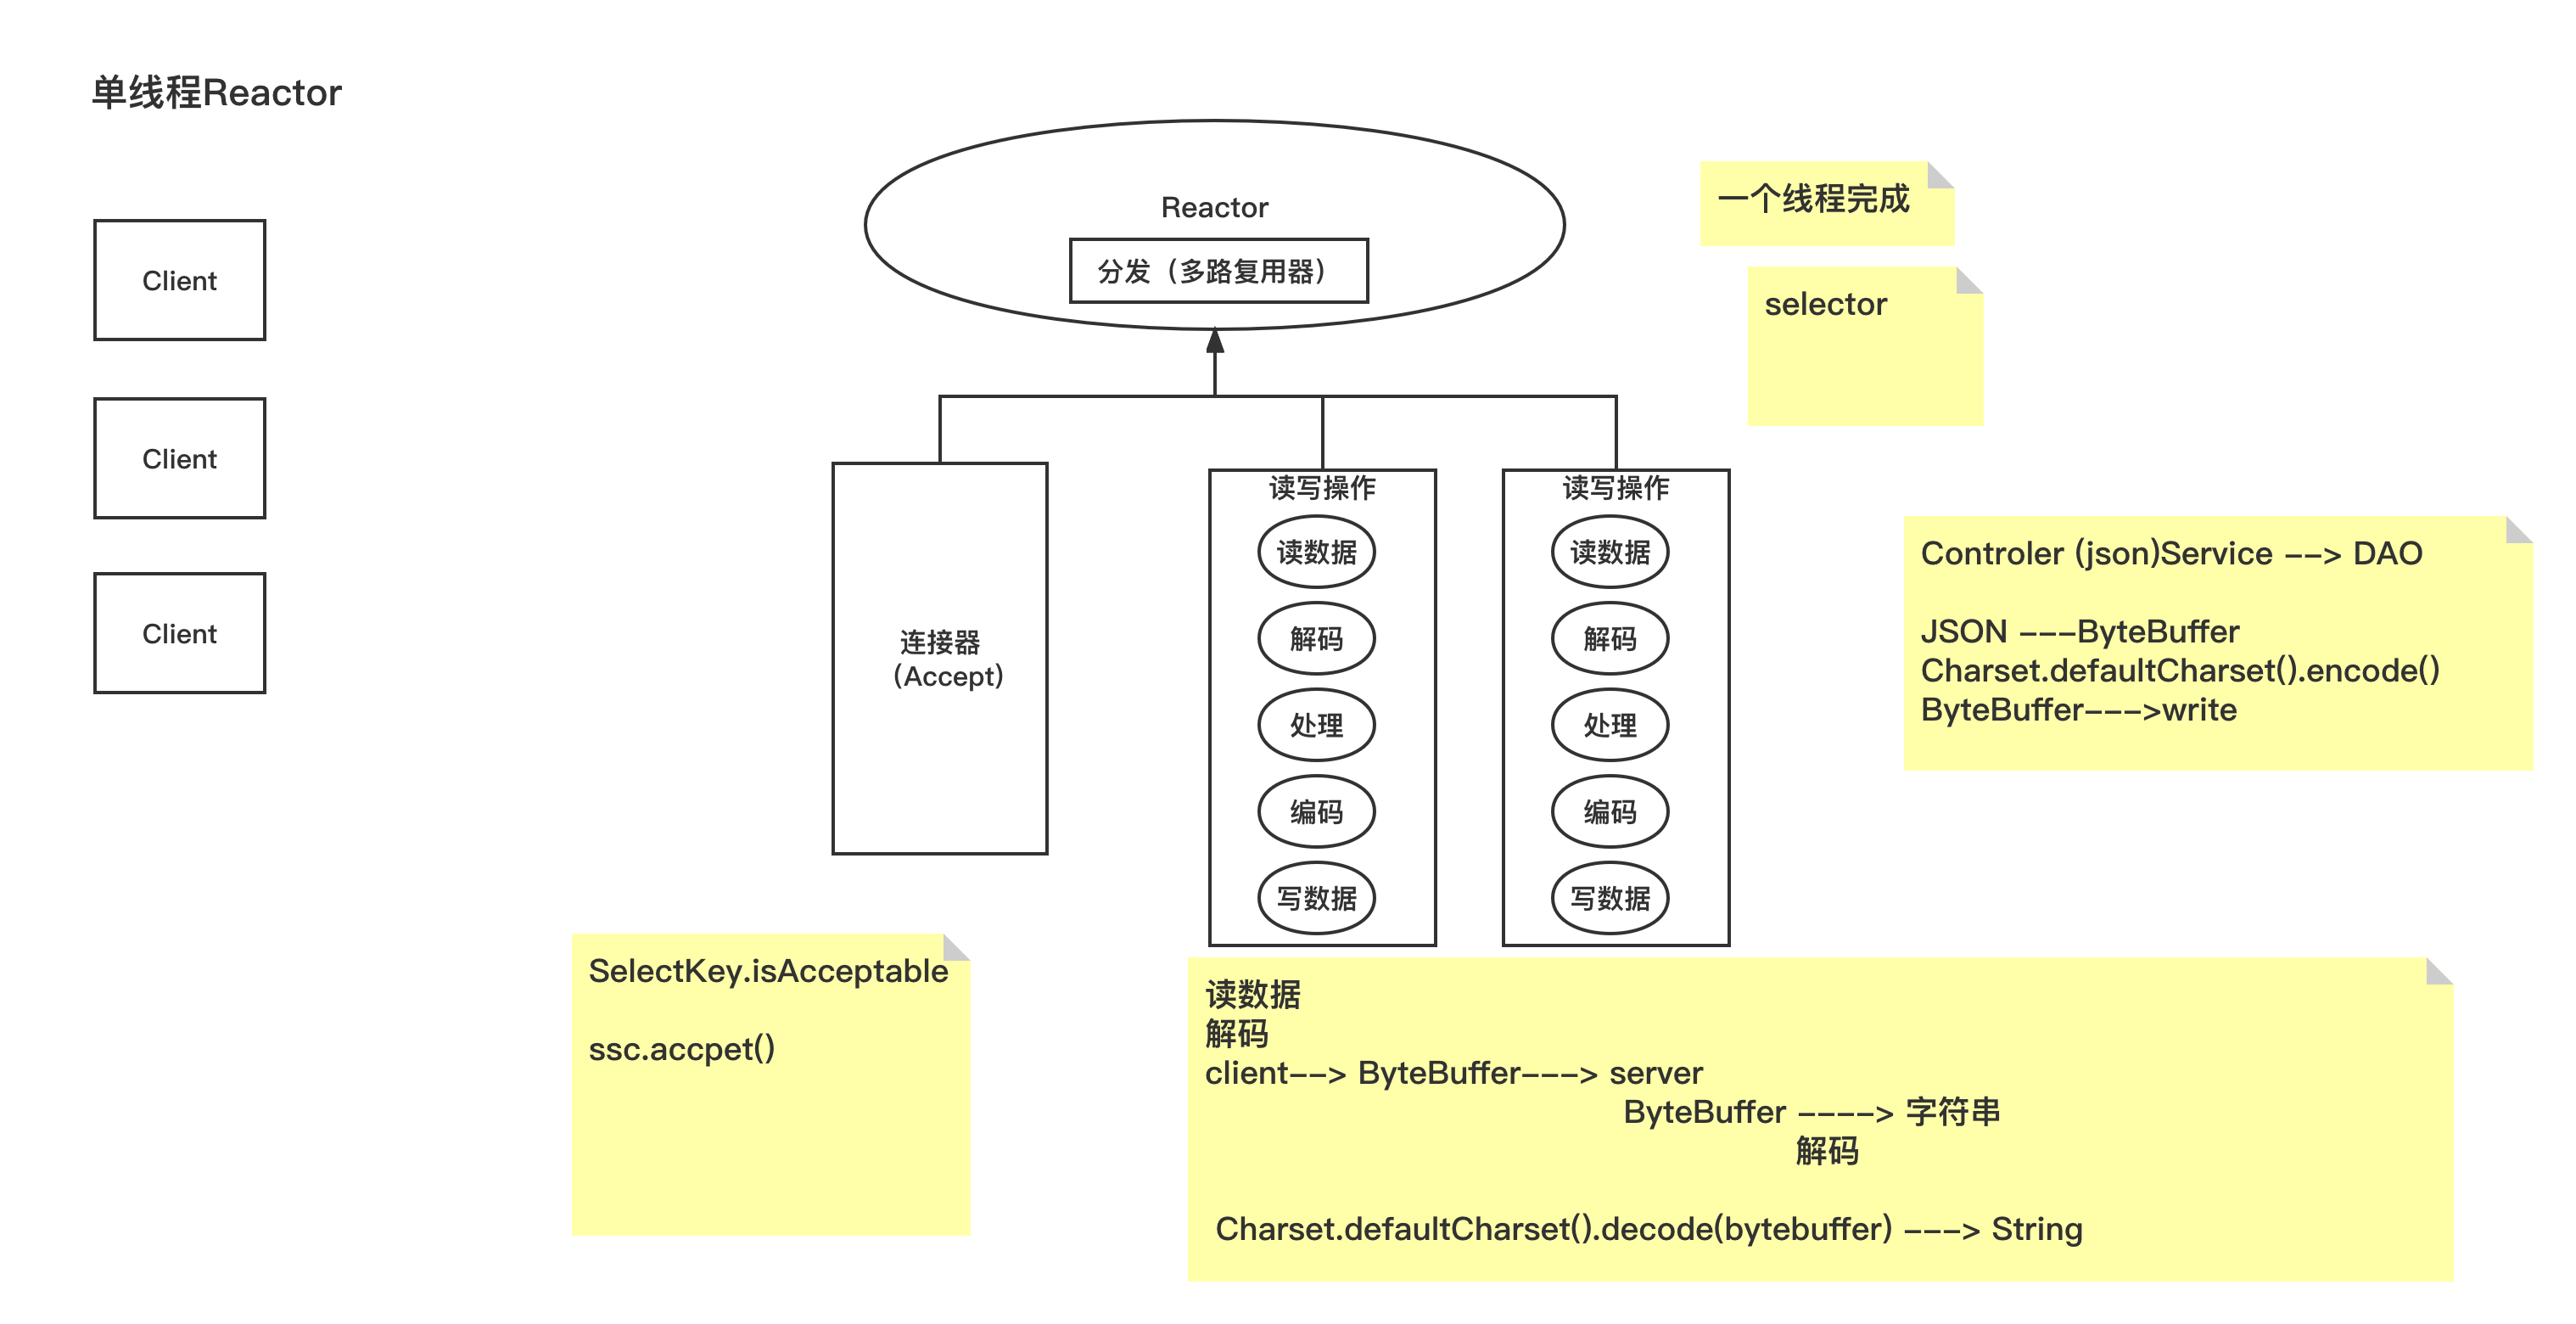 单线程Reactor
Client
Client
Client
Reactor
分发（多路复用器）
一个线程完成
selector
连接器
(Accept)
读写操作
读数据
解码
处理
编码
写数据
读写操作
读数据
解码
处理
编码
写数据
Controler (json)Service --> DAO
JSON ---ByteBuffer
Charset.defaultCharset().encode()
ByteBuffer--->write
SelectKey.isAcceptable
ssc.accpet()
读数据
解码
client--> ByteBuffer---> server
ByteBuffer ----> 字符串
解码
Charset.defaultCharset().decode(bytebuffer) ---> String